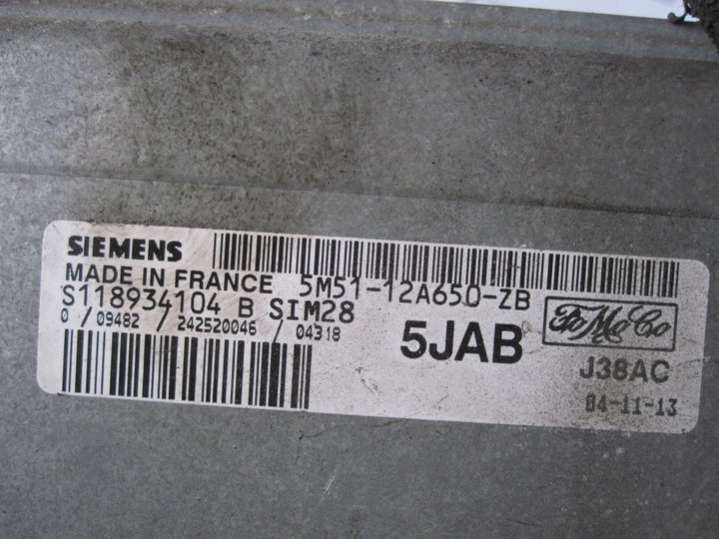 SIEMENS
MADE IN FRANCE 5M51-12A650-ZB
S118934104 B SIM28
0 / 09482 / 242520046 / 04318
5JAB
FoMoCo
J38AC
04-11-13